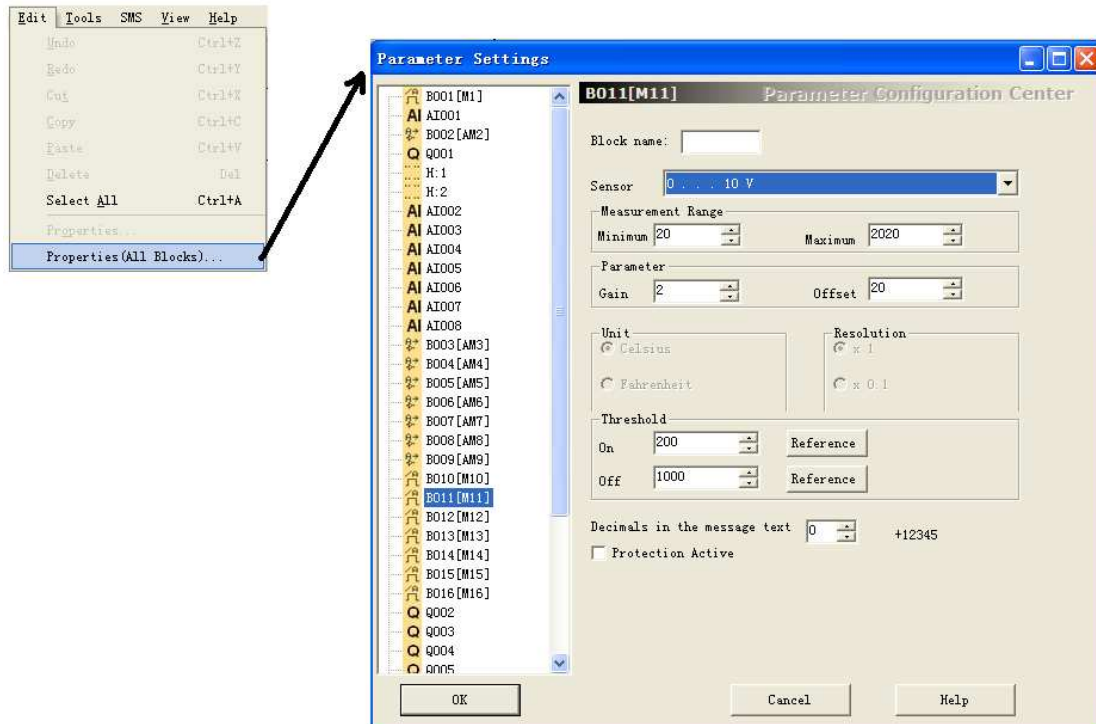 Edit Tools SMS View Help
Undo Ctrl+Z
Redo Ctrl+Y
Cut Ctrl+X
Copy Ctrl+C
Paste Ctrl+V
Delete Del
Select All Ctrl+A
Properties...
Properties(All Blocks)...
Parameter Settings
B001[M1]
AI AI001
B002[AM2]
Q Q001
H:1
H:2
AI AI002
AI AI003
AI AI004
AI AI005
AI AI006
AI AI007
AI AI008
B003[AM3]
B004[AM4]
B005[AM5]
B006[AM6]
B007[AM7]
B008[AM8]
B009[AM9]
B010[M10]
B011[M11]
B012[M12]
B013[M13]
B014[M14]
B015[M15]
B016[M16]
Q Q002
Q Q003
Q Q004
Q Q005
B011[M11] Parameter Configuration Center
Block name:
Sensor 0 . . . 10 V
Measurement Range
Minimum 20 Maximum 2020
Parameter
Gain 2 Offset 20
Unit Resolution
Celsius x 1
Fahrenheit x 0.1
Threshold
On 200 Reference
Off 1000 Reference
Decimals in the message text 0 +12345
Protection Active
OK Cancel Help